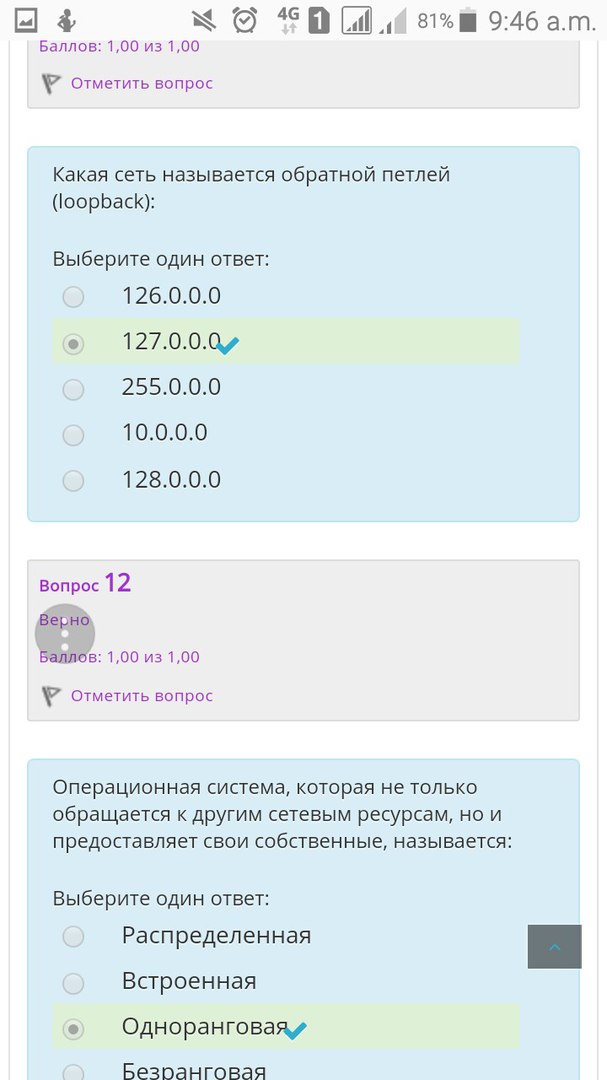 4G 1 81% 9:46 a.m.
Баллов: 1,00 из 1,00
Отметить вопрос
Какая сеть называется обратной петлей
(loopback):
Выберите один ответ:
126.0.0.0
127.0.0.0
255.0.0.0
10.0.0.0
128.0.0.0
Вопрос 12
Верно
Баллов: 1,00 из 1,00
Отметить вопрос
Операционная система, которая не только
обращается к другим сетевым ресурсам, но и
предоставляет свои собственные, называется:
Выберите один ответ:
Распределенная
Встроенная
Одноранговая
Безранговая